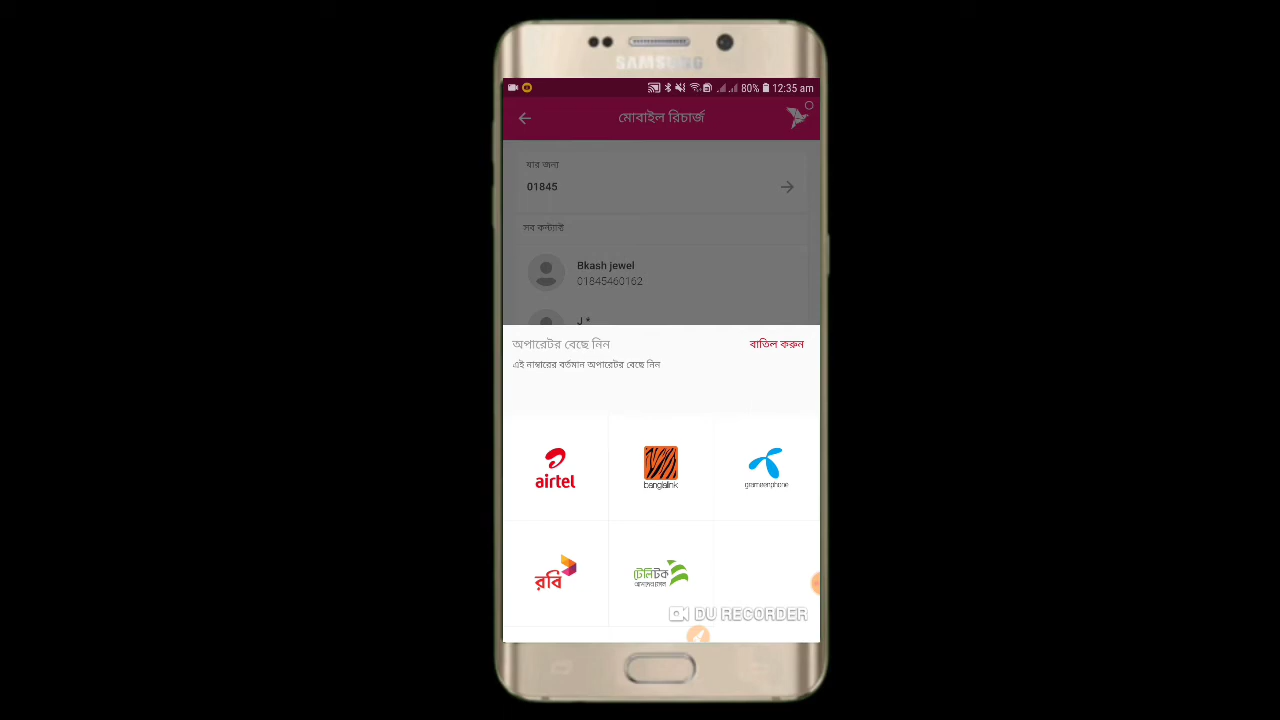 SAMSUNG
80% 12:35 am
মোবাইল রিচার্জ
যার জন্য
01845
সব কন্ট্যাক্ট
Bkash jewel
01845460162
J *
অপারেটর বেছে নিন
বাতিল করুন
এই নাম্বারের বর্তমান অপারেটর বেছে নিন
airtel
banglalink
grameenphone
রবি
টেলিটক
DU RECORDER